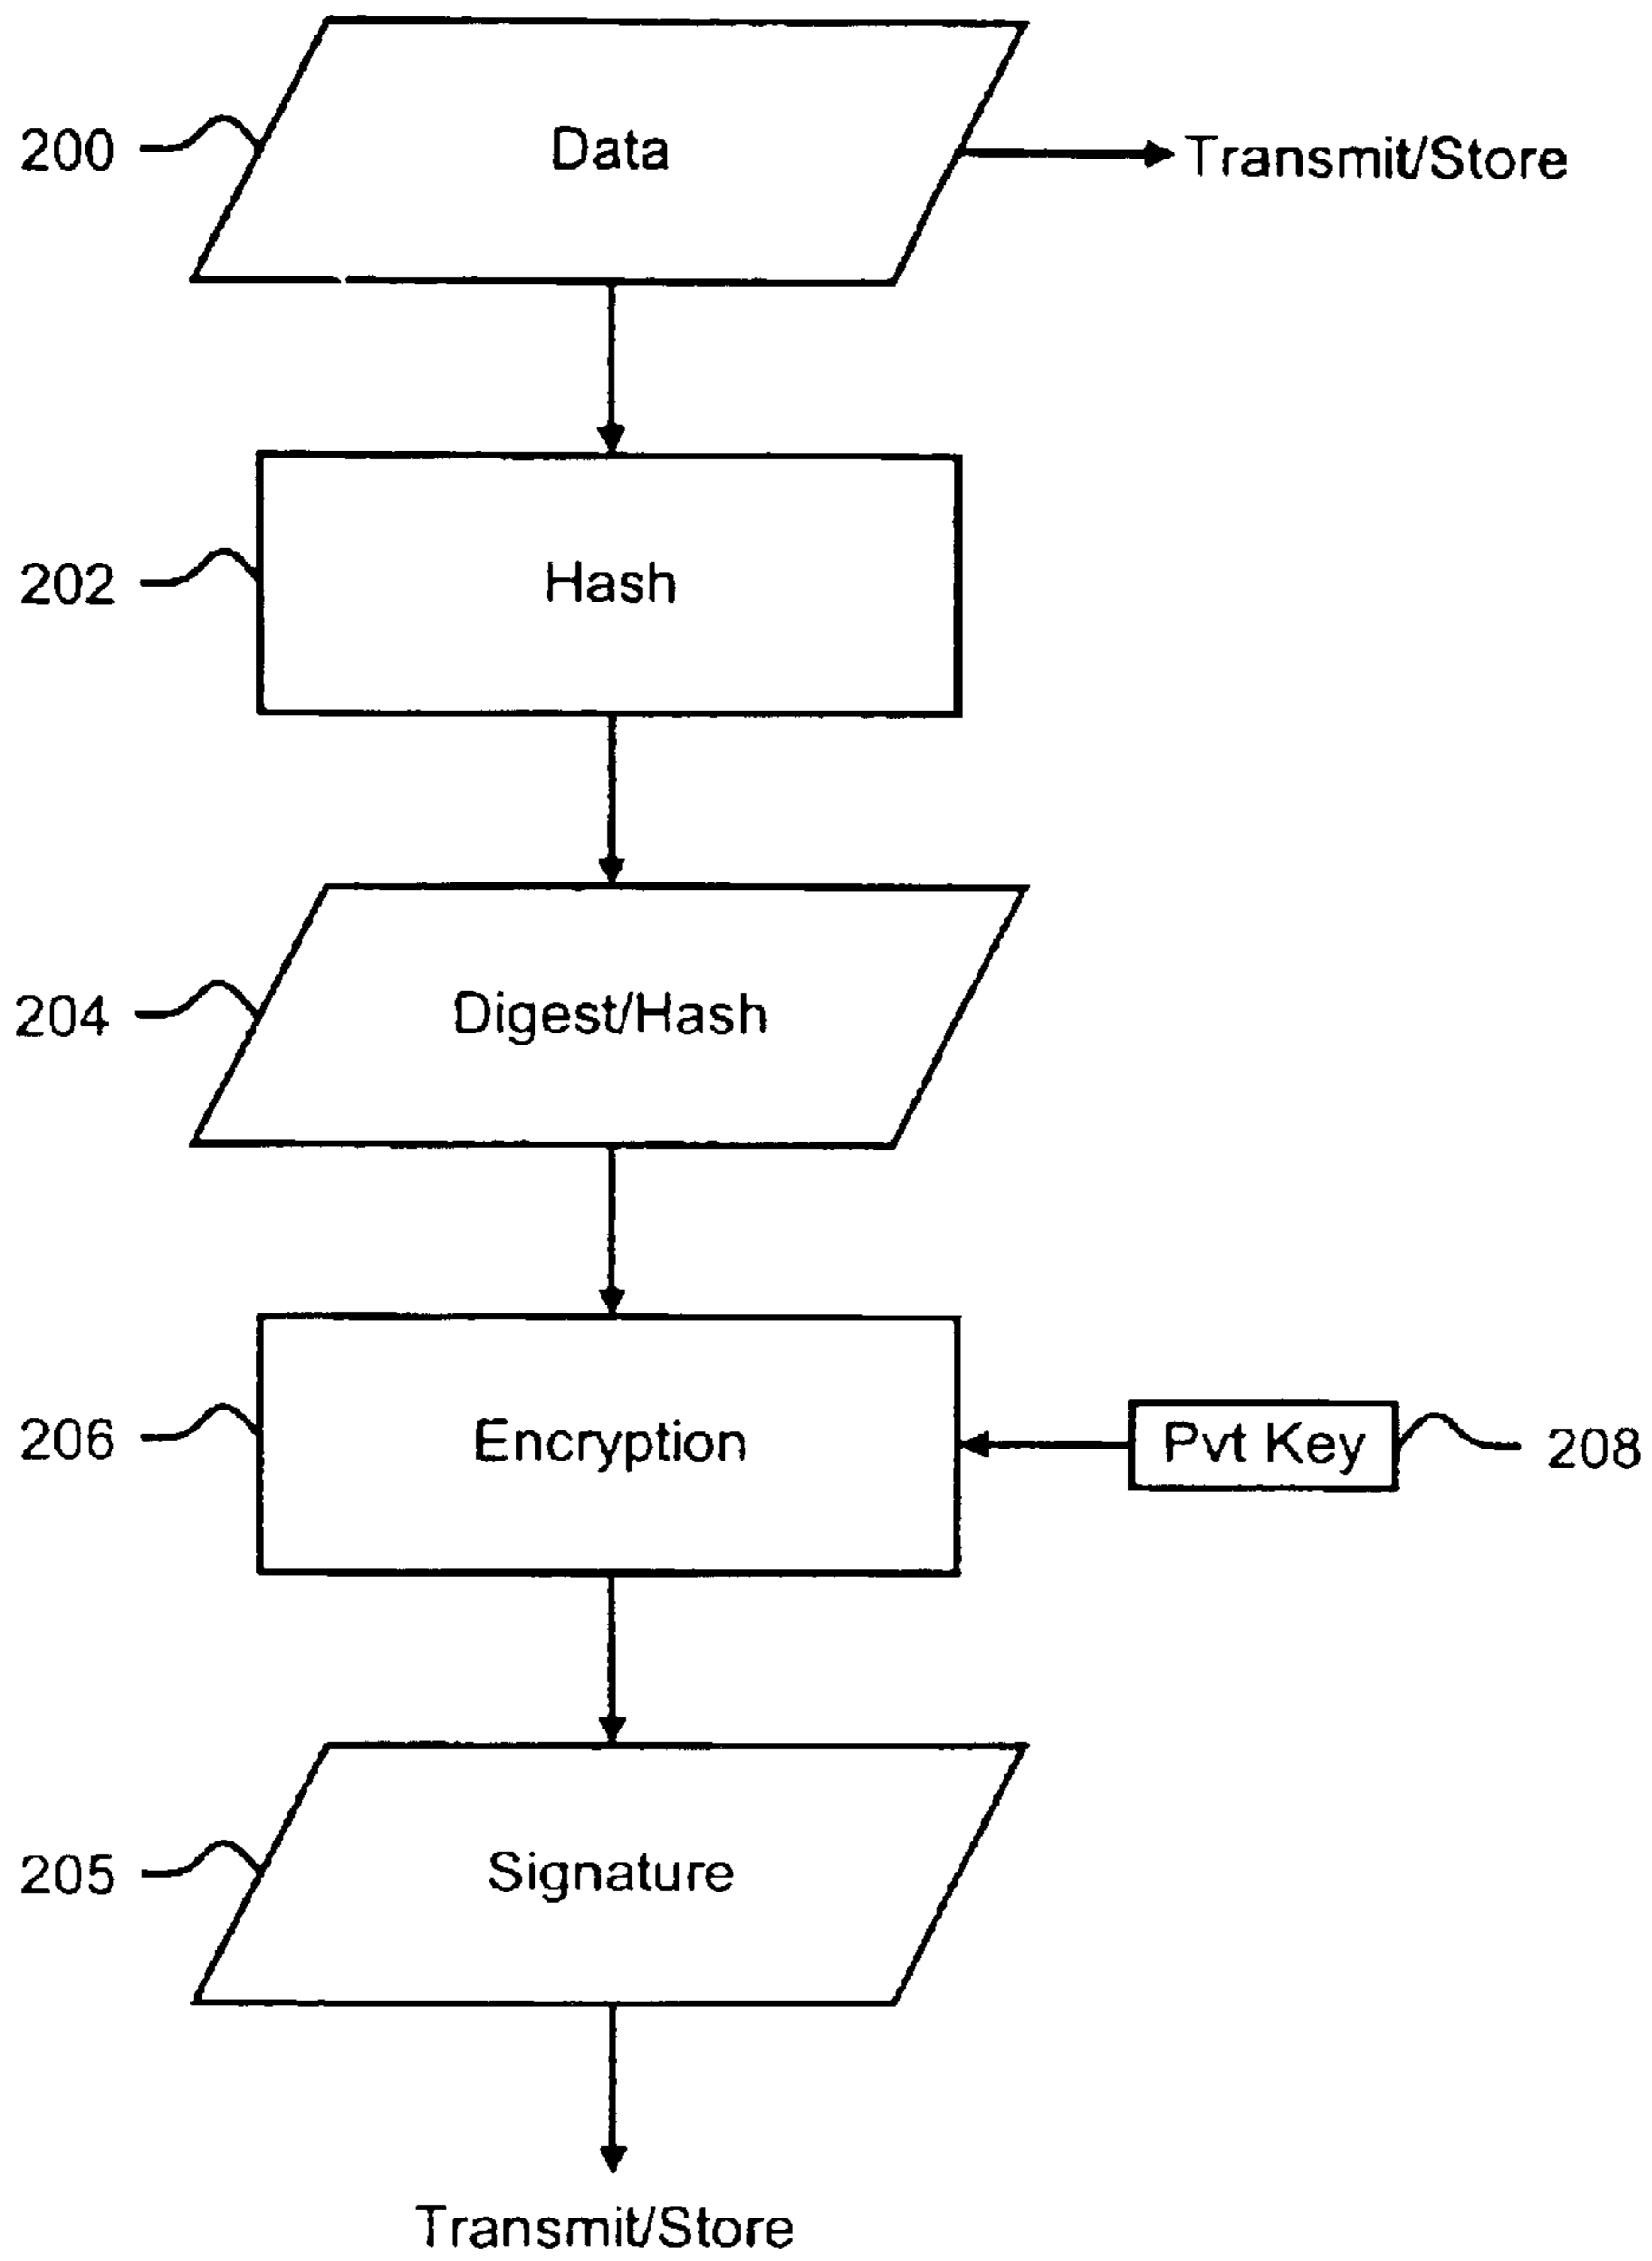 200
Data
Transmit/Store
202
Hash
204
Digest/Hash
206
Encryption
Pvt Key
208
205
Signature
Transmit/Store